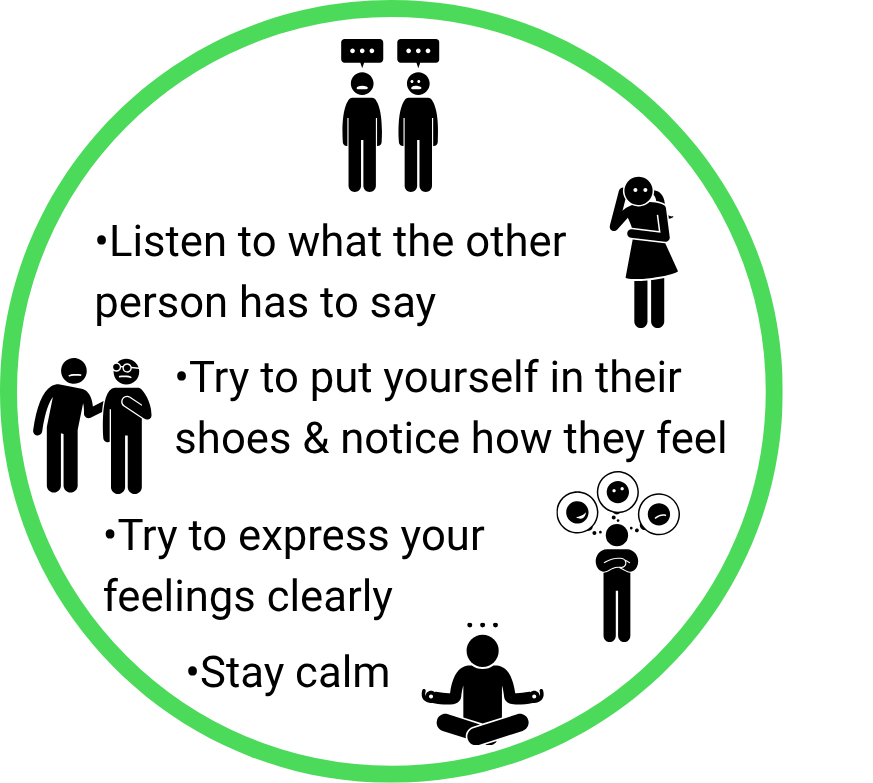 •Listen to what the other
person has to say
•Try to put yourself in their
shoes & notice how they feel
•Try to express your
feelings clearly
•Stay calm